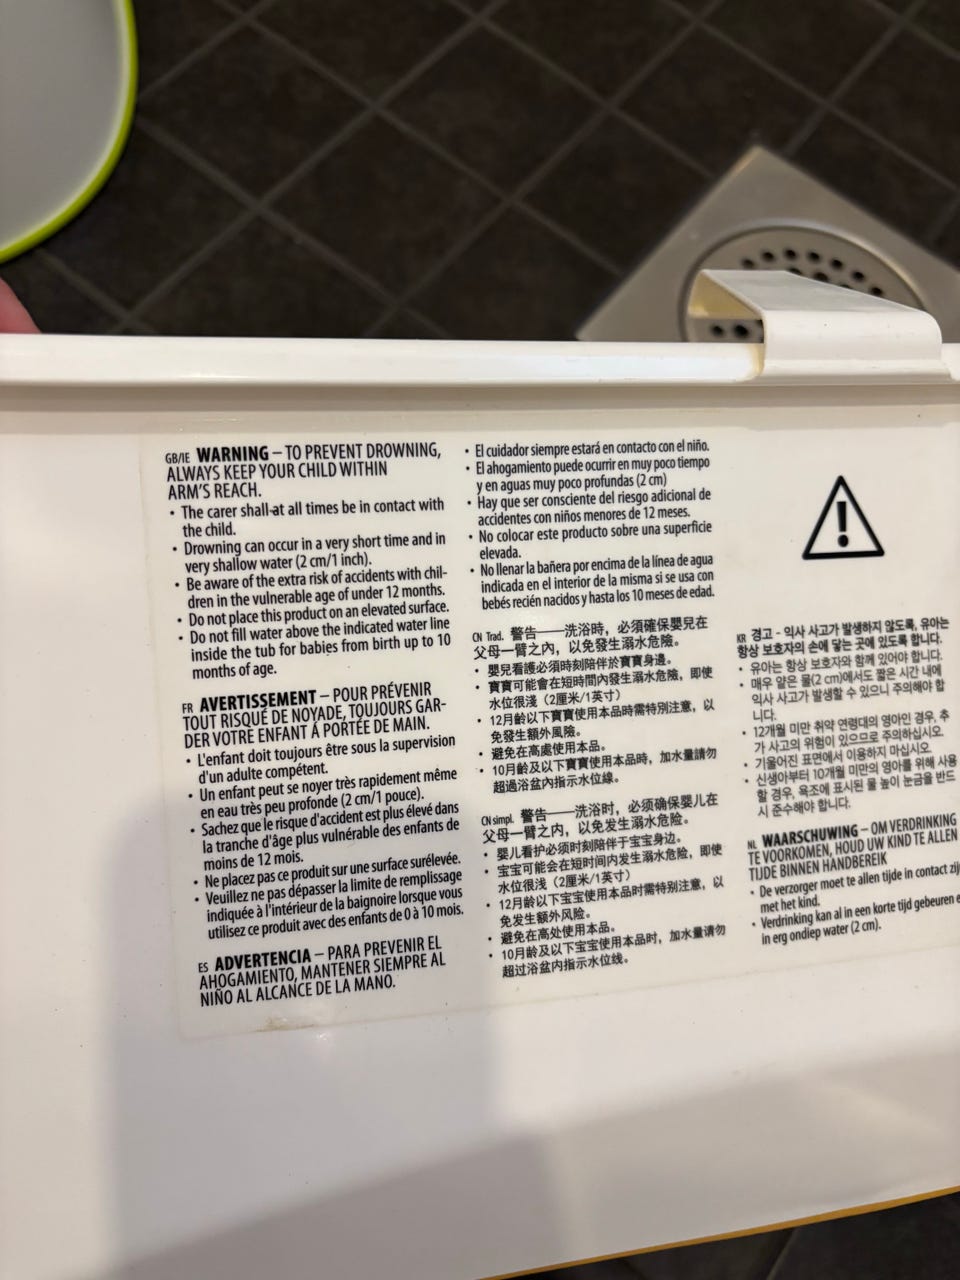 GB/IE WARNING – TO PREVENT DROWNING,
ALWAYS KEEP YOUR CHILD WITHIN
ARM'S REACH.
• The carer shall at all times be in contact with
the child.
• Drowning can occur in a very short time and in
very shallow water (2 cm/1 inch).
• Be aware of the extra risk of accidents with chil-
dren in the vulnerable age of under 12 months.
• Do not place this product on an elevated surface.
• Do not fill water above the indicated water line
inside the tub for babies from birth up to 10
months of age.
FR AVERTISSEMENT – POUR PRÉVENIR
TOUT RISQUE DE NOYADE, TOUJOURS GAR-
DER VOTRE ENFANT À PORTÉE DE MAIN.
• L'enfant doit toujours être sous la supervision
d'un adulte compétent.
• Un enfant peut se noyer très rapidement même
en eau très peu profonde (2 cm/1 pouce).
• Sachez que le risque d'accident est plus élevé dans
la tranche d'âge plus vulnérable des enfants de
moins de 12 mois.
• Ne placez pas ce produit sur une surface surélevée.
• Veuillez ne pas dépasser la limite de remplissage
indiquée à l'intérieur de la baignoire lorsque vous
utilisez ce produit avec des enfants de 0 à 10 mois.
ES ADVERTENCIA – PARA PREVENIR EL
AHOGAMIENTO, MANTENER SIEMPRE AL
NIÑO AL ALCANCE DE LA MANO.
• El cuidador siempre estará en contacto con el niño.
• El ahogamiento puede ocurrir en muy poco tiempo
y en aguas muy poco profundas (2 cm)
• Hay que ser consciente del riesgo adicional de
accidentes con niños menores de 12 meses.
• No colocar este producto sobre una superficie
elevada.
• No llenar la bañera por encima de la línea de agua
indicada en el interior de la misma si se usa con
bebés recién nacidos y hasta los 10 meses de edad.
CN Trad. 警告——洗浴時，必須確保嬰兒在
父母一臂之內，以免發生溺水危險。
• 嬰兒看護必須時刻陪伴於寶寶身邊。
• 寶寶可能會在短時間內發生溺水危險，即使
水位很淺（2厘米/1英寸）
• 12月齡以下寶寶使用本品時需特別注意，以
免發生額外風險。
• 避免在高處使用本品。
• 10月齡及以下寶寶使用本品時，加水量請勿
超過浴盆內指示水位線。
CN simpl. 警告——洗浴时，必须确保婴儿在
父母一臂之内，以免发生溺水危险。
• 婴儿看护必须时刻陪伴于宝宝身边。
• 宝宝可能会在短时间内发生溺水危险，即使
水位很浅（2厘米/1英寸）
• 12月龄以下宝宝使用本品时需特别注意，以
免发生额外风险。
• 避免在高处使用本品。
• 10月龄及以下宝宝使用本品时，加水量请勿
超过浴盆内指示水位线。
KR 경고 - 익사 사고가 발생하지 않도록, 유아는
항상 보호자의 손에 닿는 곳에 있도록 합니다.
• 유아는 항상 보호자와 함께 있어야 합니다.
• 매우 얕은 물(2 cm)에서도 짧은 시간 내에
익사 사고가 발생할 수 있으니 주의해야 합
니다.
• 12개월 미만 취약 연령대의 영아인 경우, 추
가 사고의 위험이 있으므로 주의하십시오
• 기울어진 표면에서 이용하지 마십시오
• 신생아부터 10개월 미만의 영아를 위해 사용
할 경우, 욕조에 표시된 물 높이 눈금을 반드
시 준수해야 합니다.
NL WAARSCHUWING – OM VERDRINKING
TE VOORKOMEN, HOUD UW KIND TE ALLEN
TIJDE BINNEN HANDBEREIK
• De verzorger moet te allen tijde in contact zij
met het kind.
• Verdrinking kan al in een korte tijd gebeuren e
in erg ondiep water (2 cm).